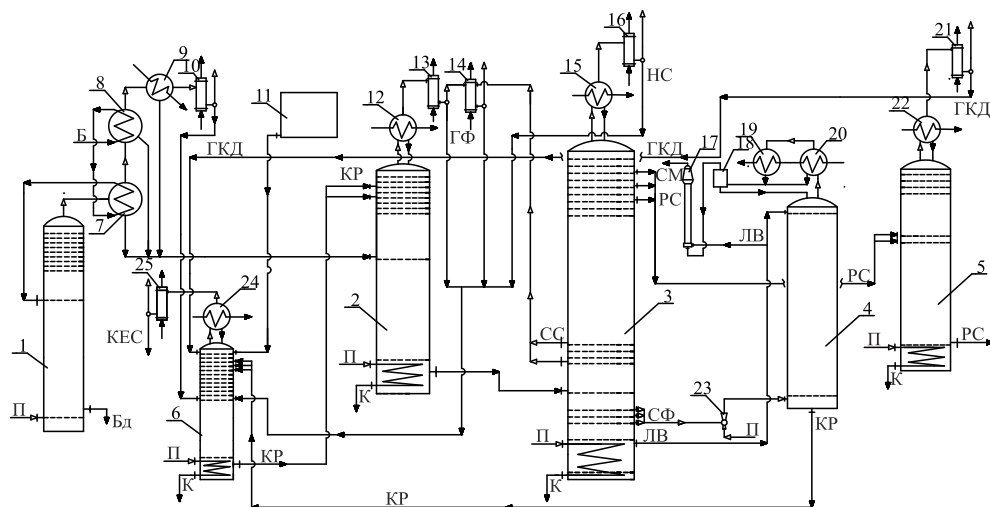 9
10
8
Б
7
11
12
13
14
ГФ
15
16
НС
ГКД
17
18
19
20
21
ГКД
22
КР
СМ
РС
ЛВ
25
24
КЕС
1
2
3
4
5
6
РС
РС
СС
П
П
К
К
П
Бд
П
К
КР
СФ
ЛВ
23
П
КР
П
К
КР